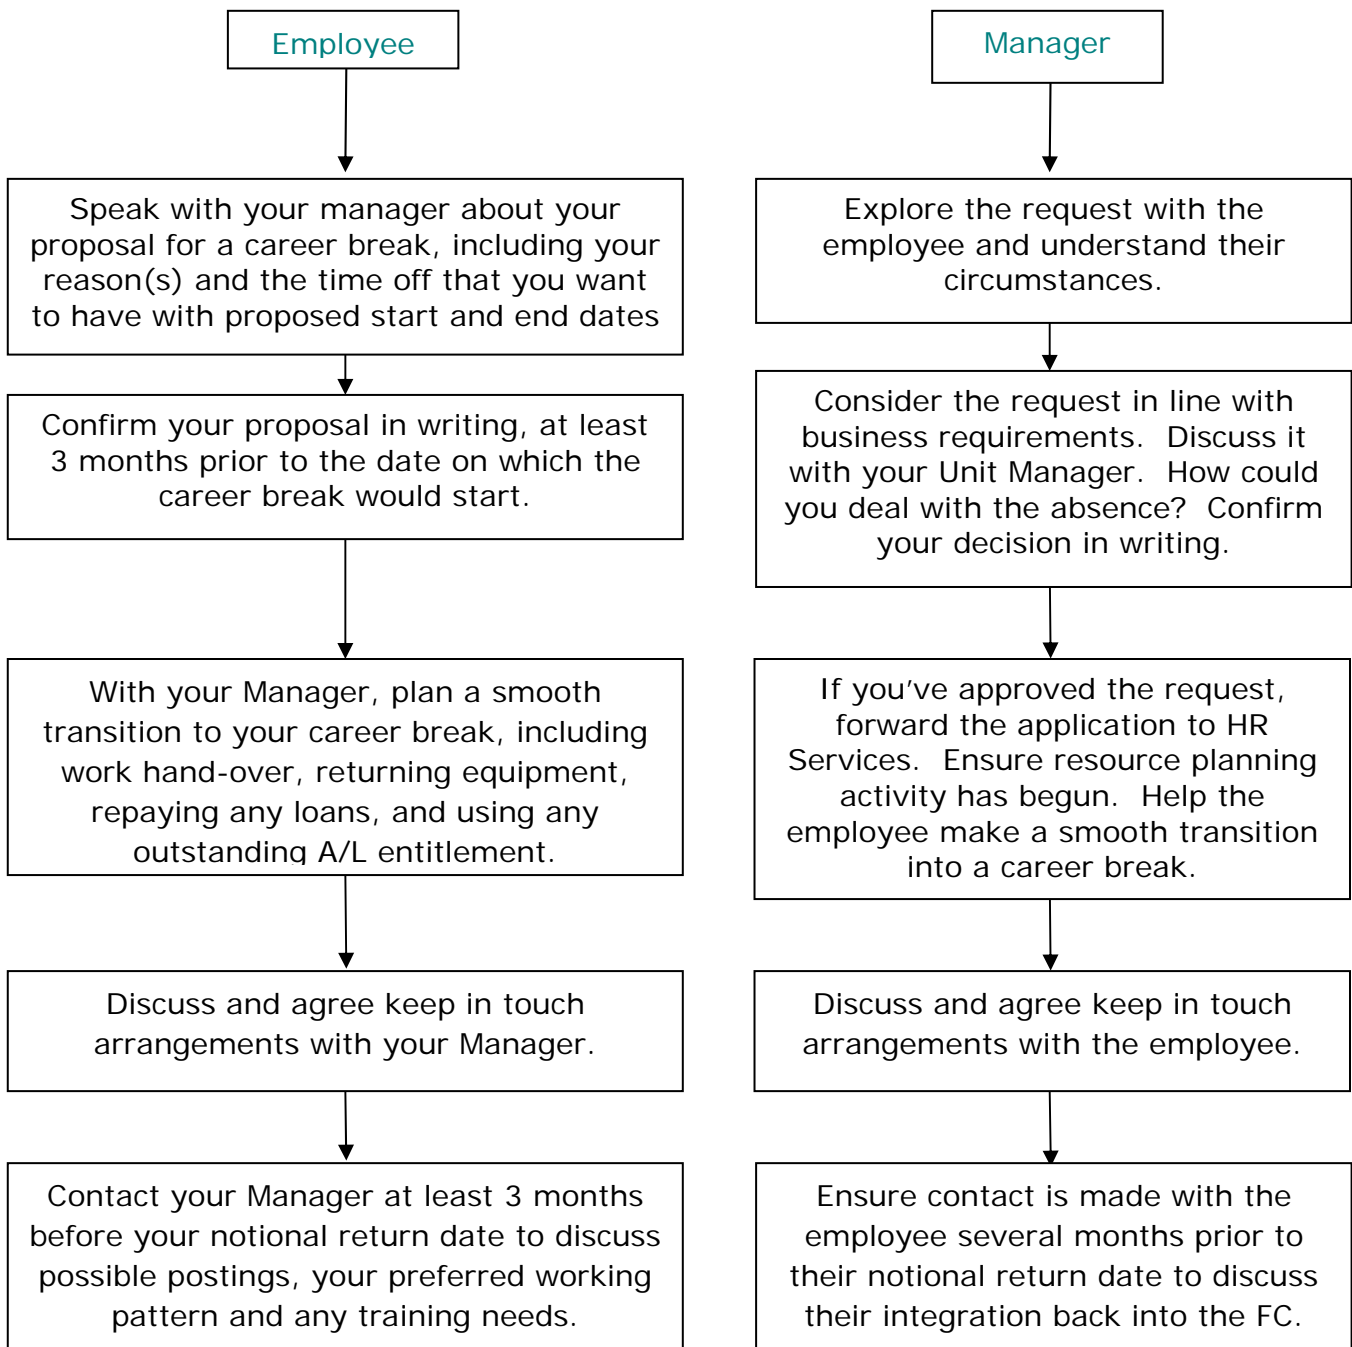 Employee
Speak with your manager about your
proposal for a career break, including your
reason(s) and the time off that you want
to have with proposed start and end dates
Confirm your proposal in writing, at least
3 months prior to the date on which the
career break would start.
With your Manager, plan a smooth
transition to your career break, including
work hand-over, returning equipment,
repaying any loans, and using any
outstanding A/L entitlement.
Discuss and agree keep in touch
arrangements with your Manager.
Contact your Manager at least 3 months
before your notional return date to discuss
possible postings, your preferred working
pattern and any training needs.
Manager
Explore the request with the
employee and understand their
circumstances.
Consider the request in line with
business requirements.  Discuss it
with your Unit Manager.  How could
you deal with the absence?  Confirm
your decision in writing.
If you've approved the request,
forward the application to HR
Services.  Ensure resource planning
activity has begun.  Help the
employee make a smooth transition
into a career break.
Discuss and agree keep in touch
arrangements with the employee.
Ensure contact is made with the
employee several months prior to
their notional return date to discuss
their integration back into the FC.